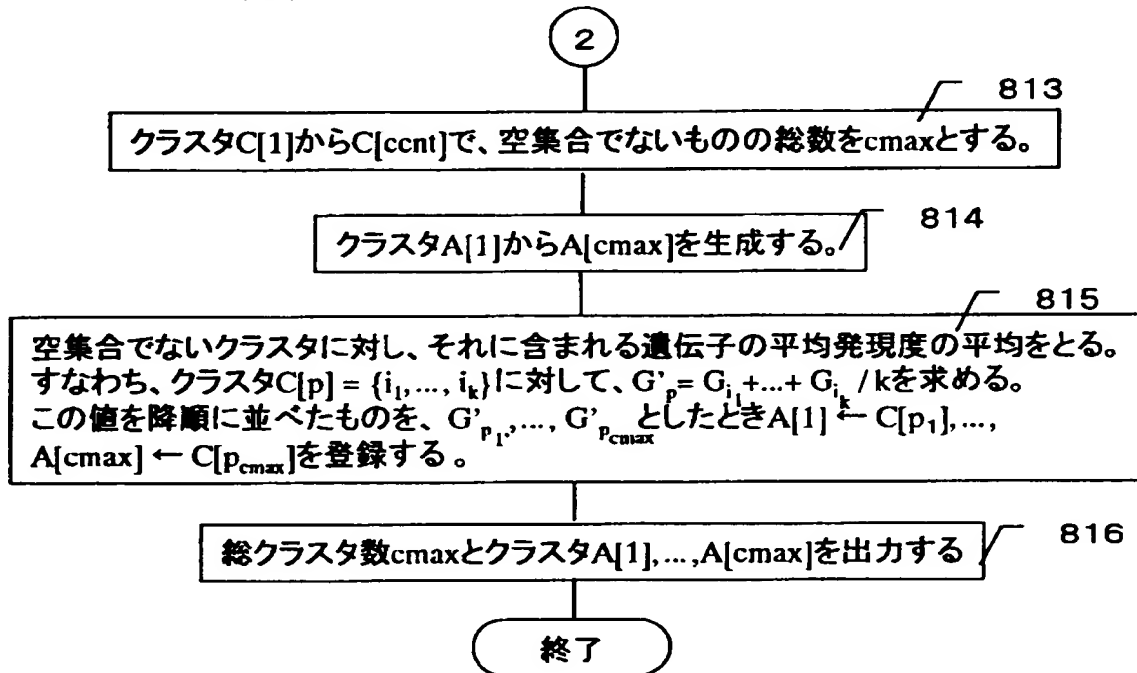 2
813
クラスタC[1]からC[ccnt]で、空集合でないものの総数をcmaxとする。
814
クラスタA[1]からA[cmax]を生成する。
815
空集合でないクラスタに対し、それに含まれる遺伝子の平均発現度の平均をとる。
すなわち、クラスタC[p] = {i₁,..., iₖ}に対して、G'ₚ= G_{i₁}+...+ G_{iₖ} /kを求める。
この値を降順に並べたものを、G'_{p₁},..., G'_{p_{cmax}}としたときA[1] ← C[p₁],...,
A[cmax] ← C[p_{cmax}]を登録する。
816
総クラスタ数cmaxとクラスタA[1],...,A[cmax]を出力する
終了